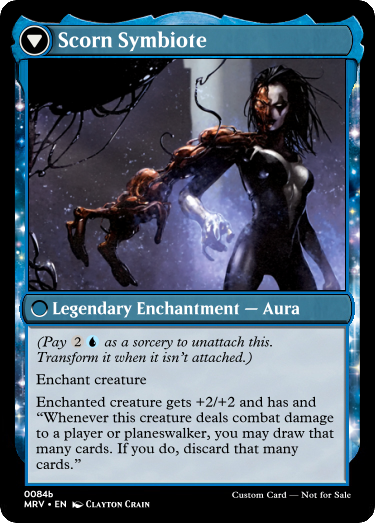 Scorn Symbiote
Legendary Enchantment — Aura
(Pay 2 as a sorcery to unattach this.
Transform it when it isn't attached.)
Enchant creature
Enchanted creature gets +2/+2 and has and
“Whenever this creature deals combat damage
to a player or planeswalker, you may draw that
many cards. If you do, discard that many
cards.”
0084b
Custom Card — Not for Sale
MRV • EN Clayton Crain